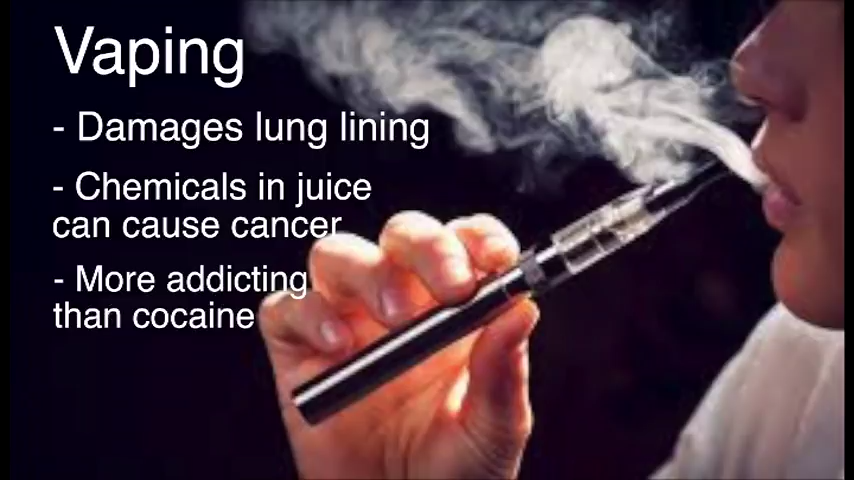 Vaping
- Damages lung lining
- Chemicals in juice
can cause cancer
- More addicting
than cocaine